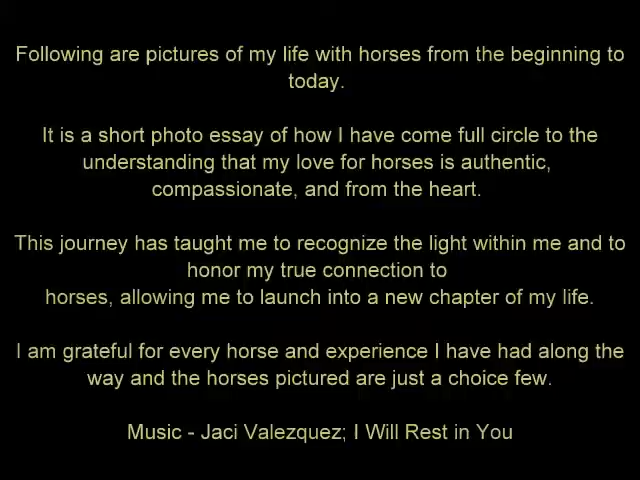 Following are pictures of my life with horses from the beginning to
today.
It is a short photo essay of how I have come full circle to the
understanding that my love for horses is authentic,
compassionate, and from the heart.
This journey has taught me to recognize the light within me and to
honor my true connection to
horses, allowing me to launch into a new chapter of my life.
I am grateful for every horse and experience I have had along the
way and the horses pictured are just a choice few.
Music - Jaci Valezquez; I Will Rest in You